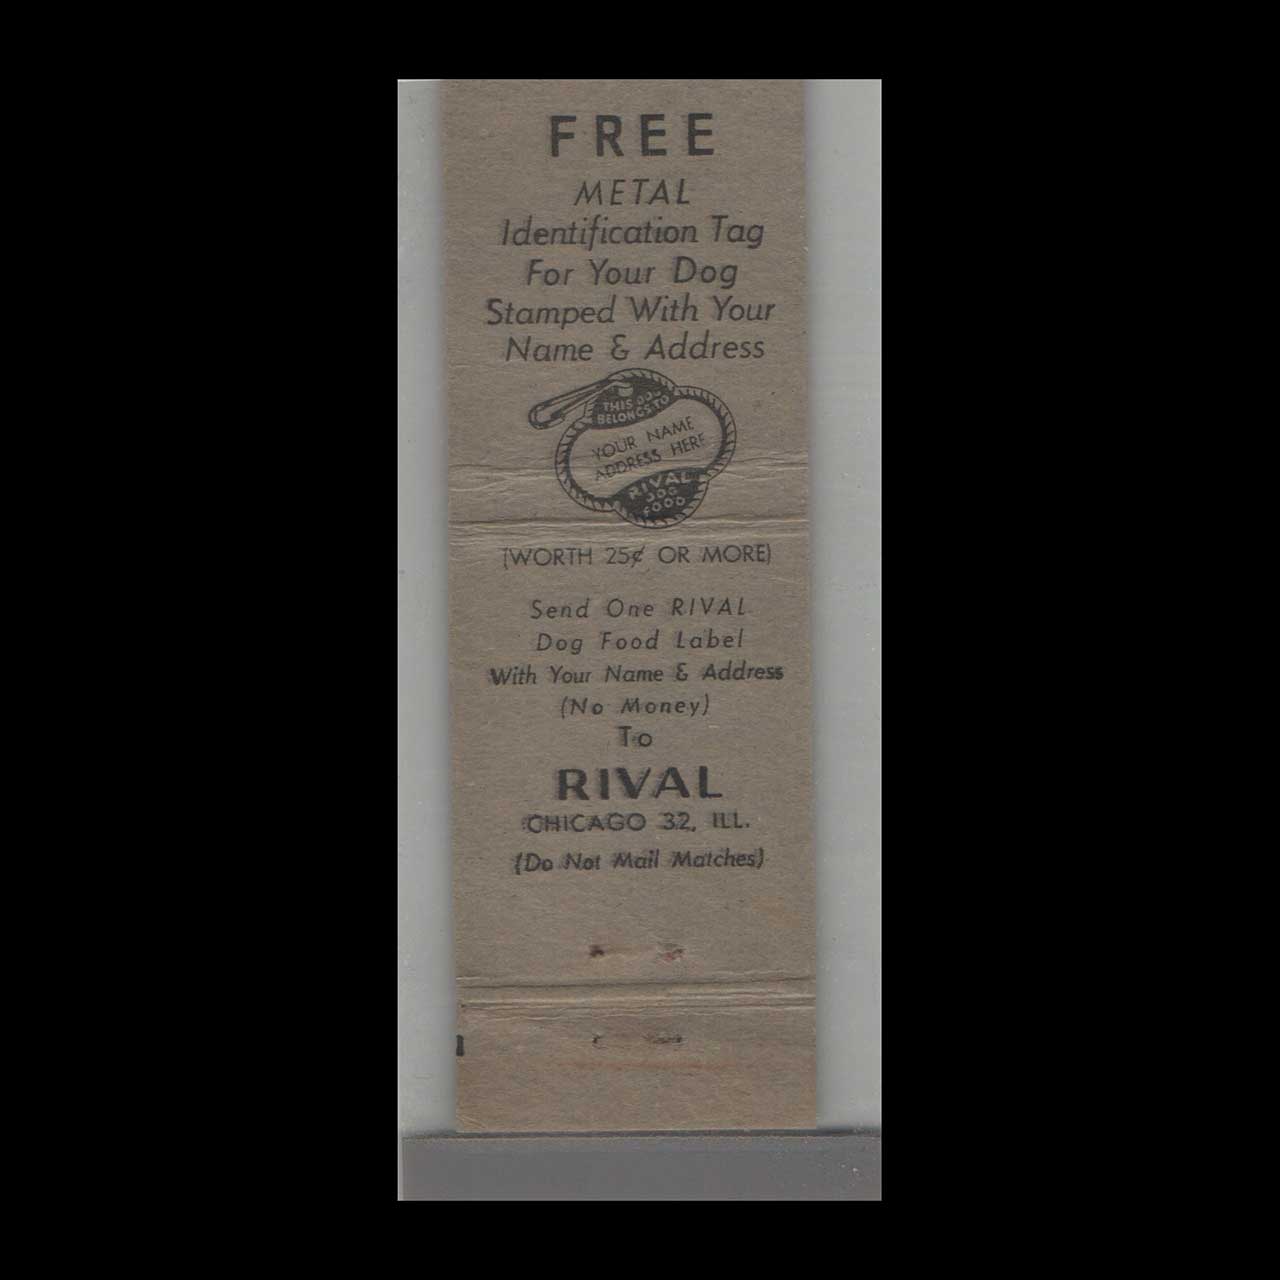 FREE
METAL
Identification Tag
For Your Dog
Stamped With Your
Name & Address
THIS DOG
BELONGS TO
YOUR NAME
ADDRESS HERE
RIVAL
DOG
FOOD
(WORTH 25¢ OR MORE)
Send One RIVAL
Dog Food Label
With Your Name & Address
(No Money)
To
RIVAL
CHICAGO 32, ILL.
(Do Not Mail Matches)